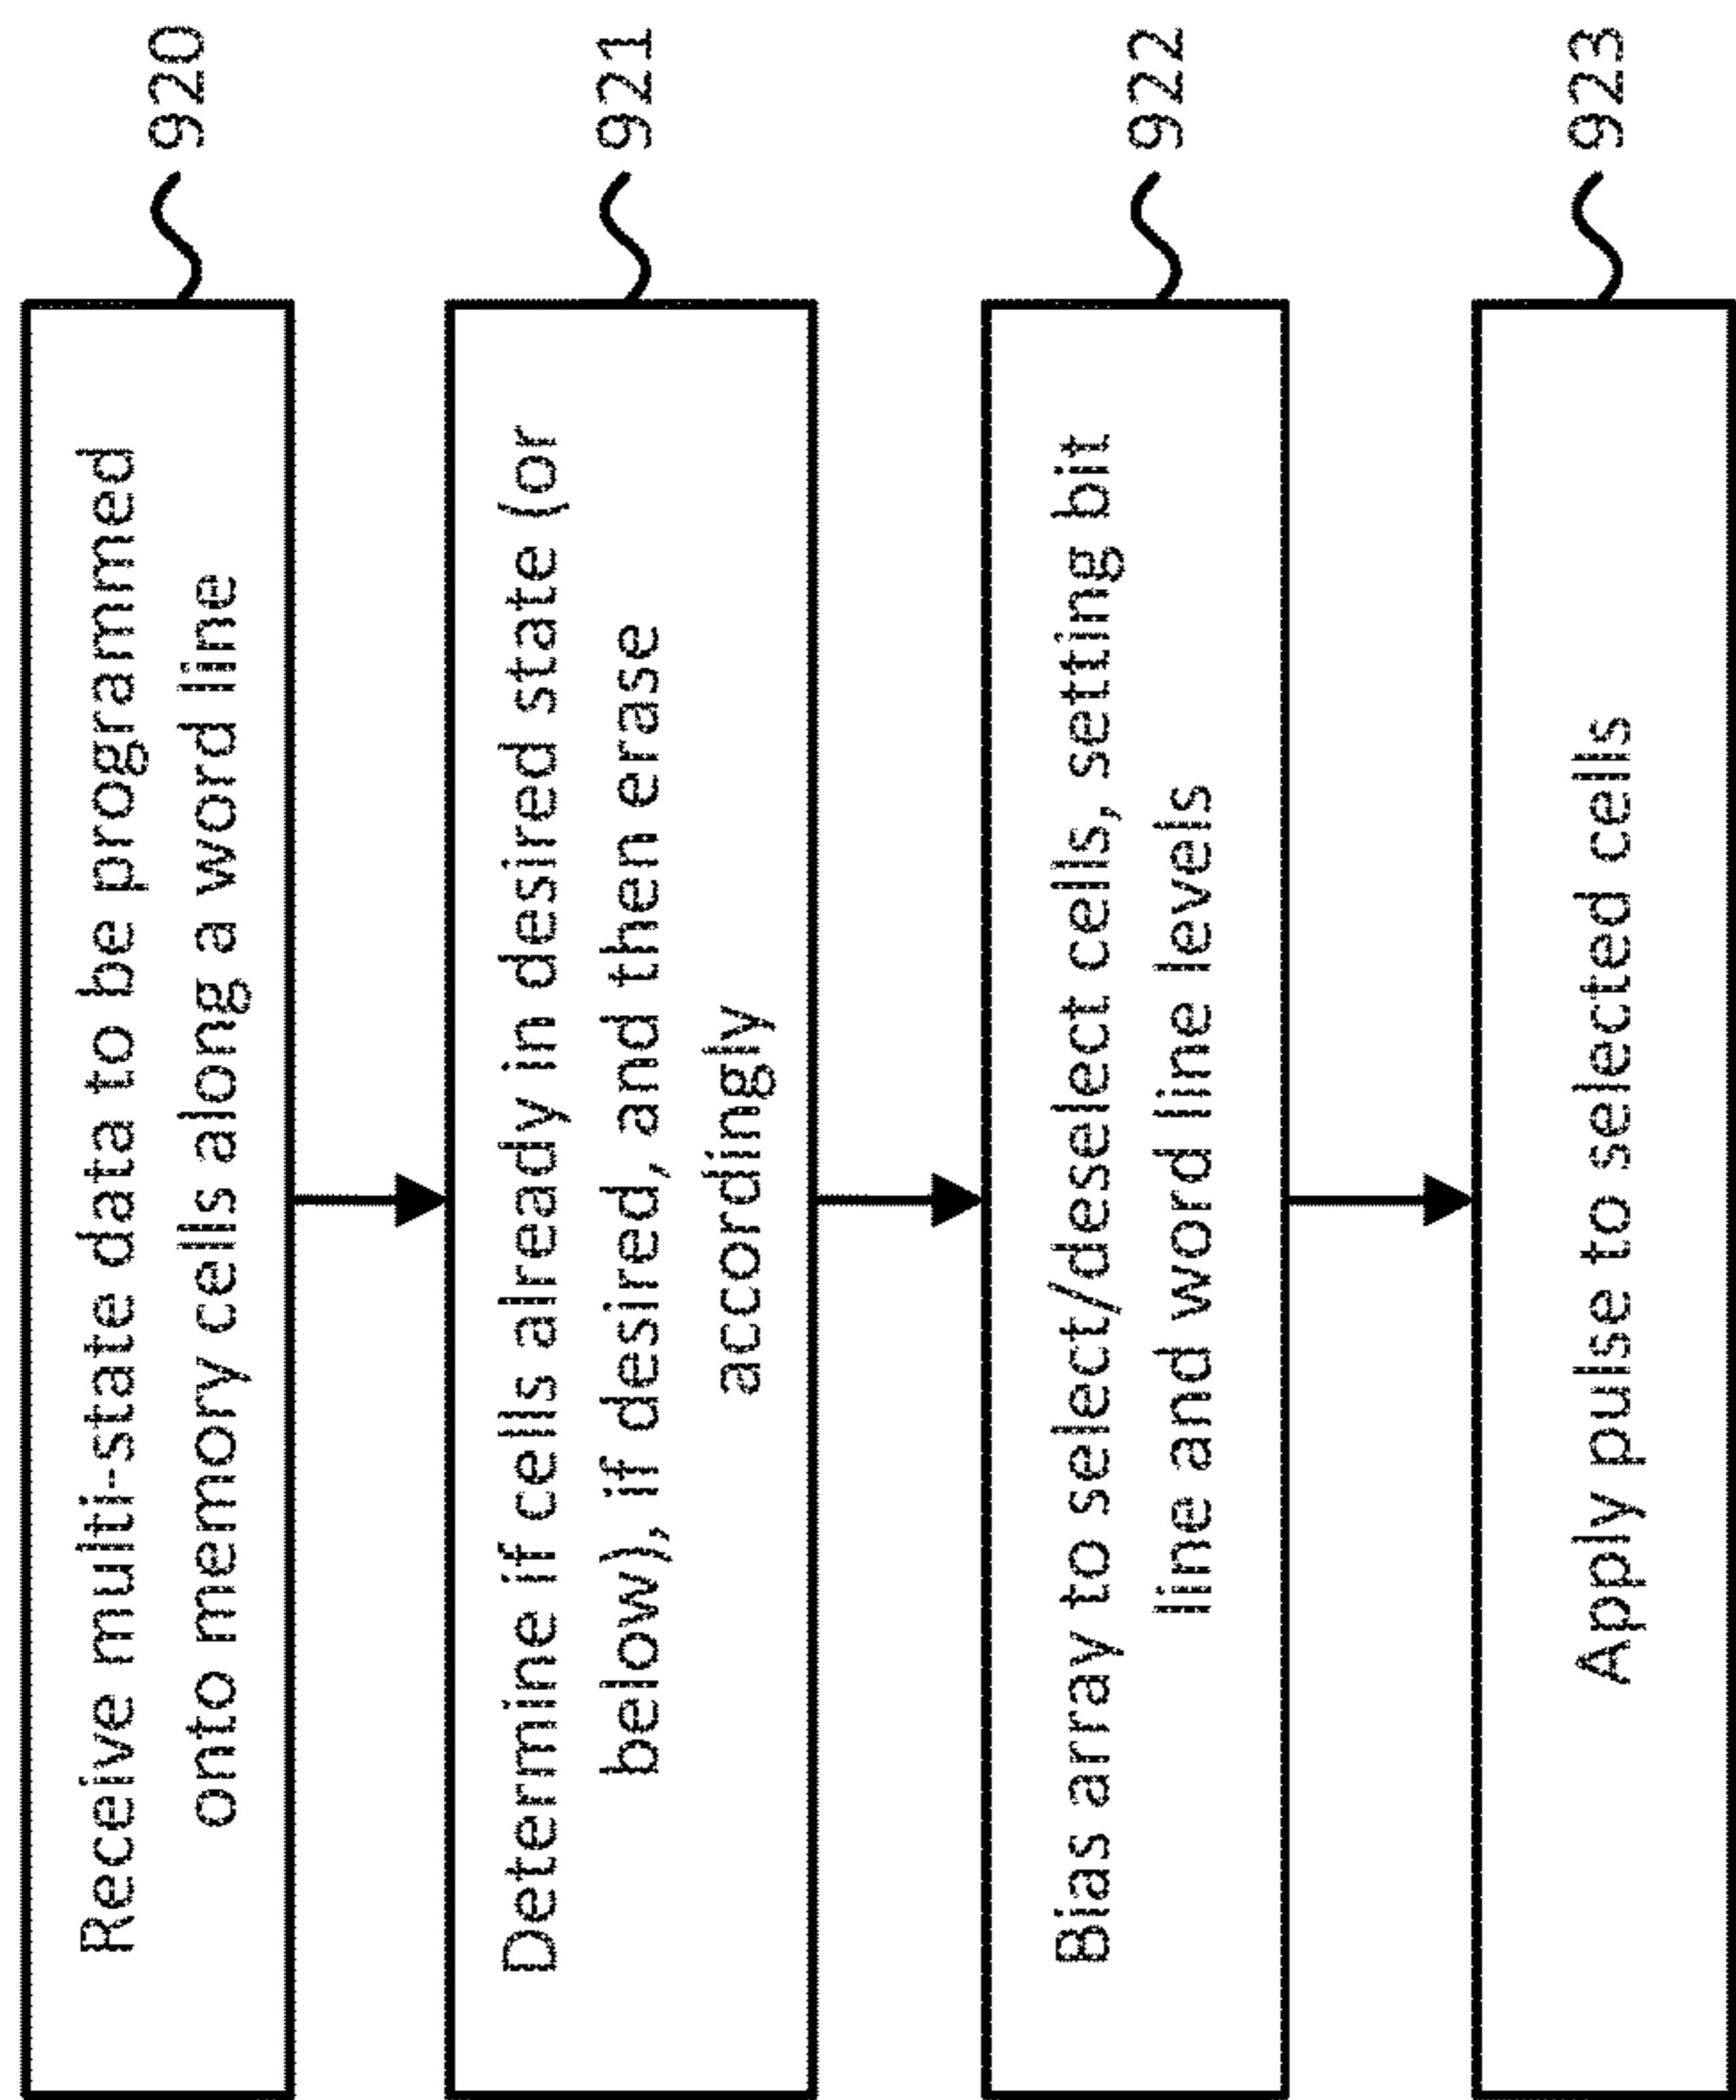 Receive multi-state data to be programmed
onto memory cells along a word line
920
Determine if cells already in desired state (or
below), if desired, and then erase
accordingly
921
Bias array to select/deselect cells, setting bit
line and word line levels
922
Apply pulse to selected cells
923